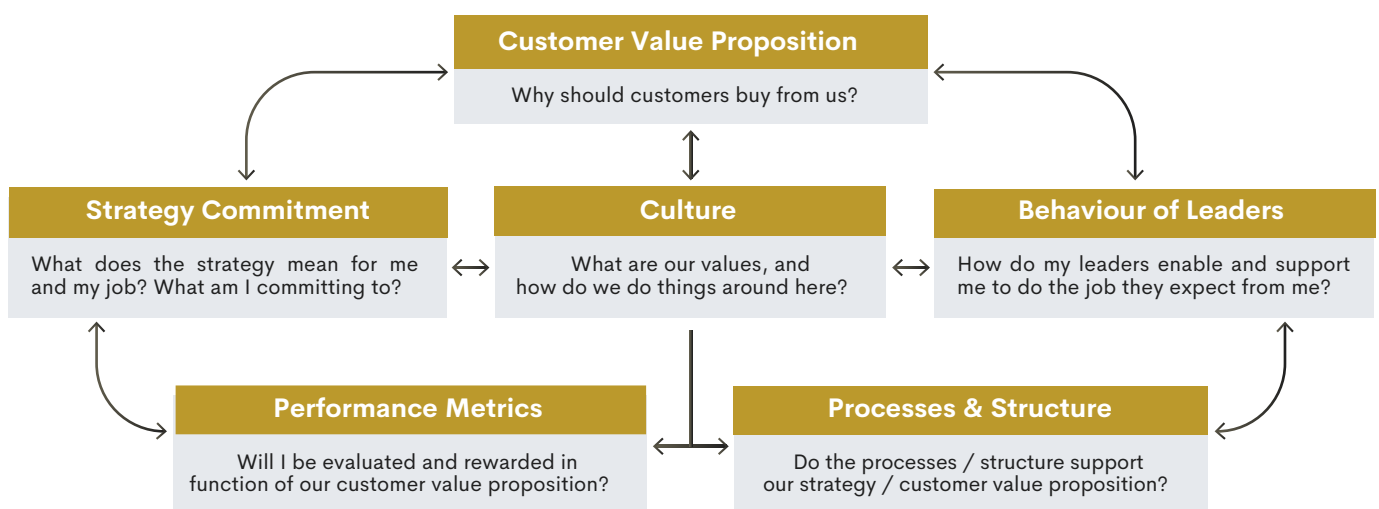 Customer Value Proposition
Why should customers buy from us?
Strategy Commitment
What does the strategy mean for me
and my job? What am I committing to?
Culture
What are our values, and
how do we do things around here?
Behaviour of Leaders
How do my leaders enable and support
me to do the job they expect from me?
Performance Metrics
Will I be evaluated and rewarded in
function of our customer value proposition?
Processes & Structure
Do the processes / structure support
our strategy / customer value proposition?